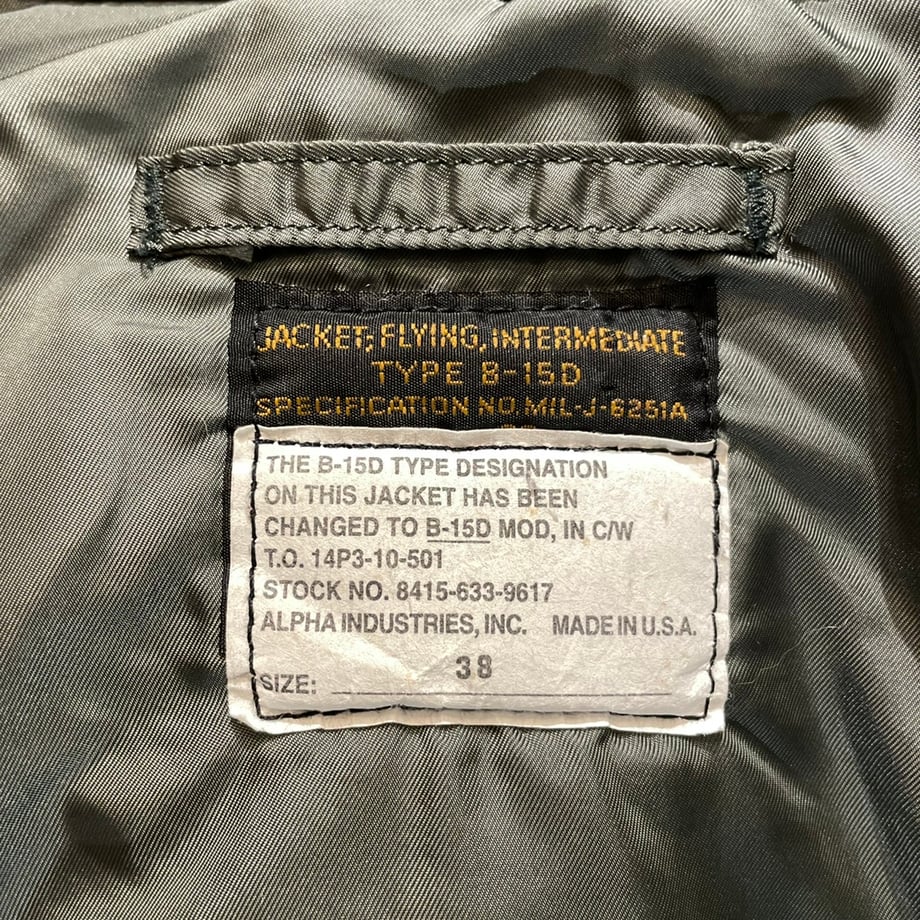 JACKET, FLYING, INTERMEDIATE
TYPE B-15D
SPECIFICATION NO. MIL-J-6251A
THE B-15D TYPE DESIGNATION
ON THIS JACKET HAS BEEN
CHANGED TO B-15D MOD, IN C/W
T.O. 14P3-10-501
STOCK NO. 8415-633-9617
ALPHA INDUSTRIES, INC. MADE IN U.S.A.
38
SIZE: